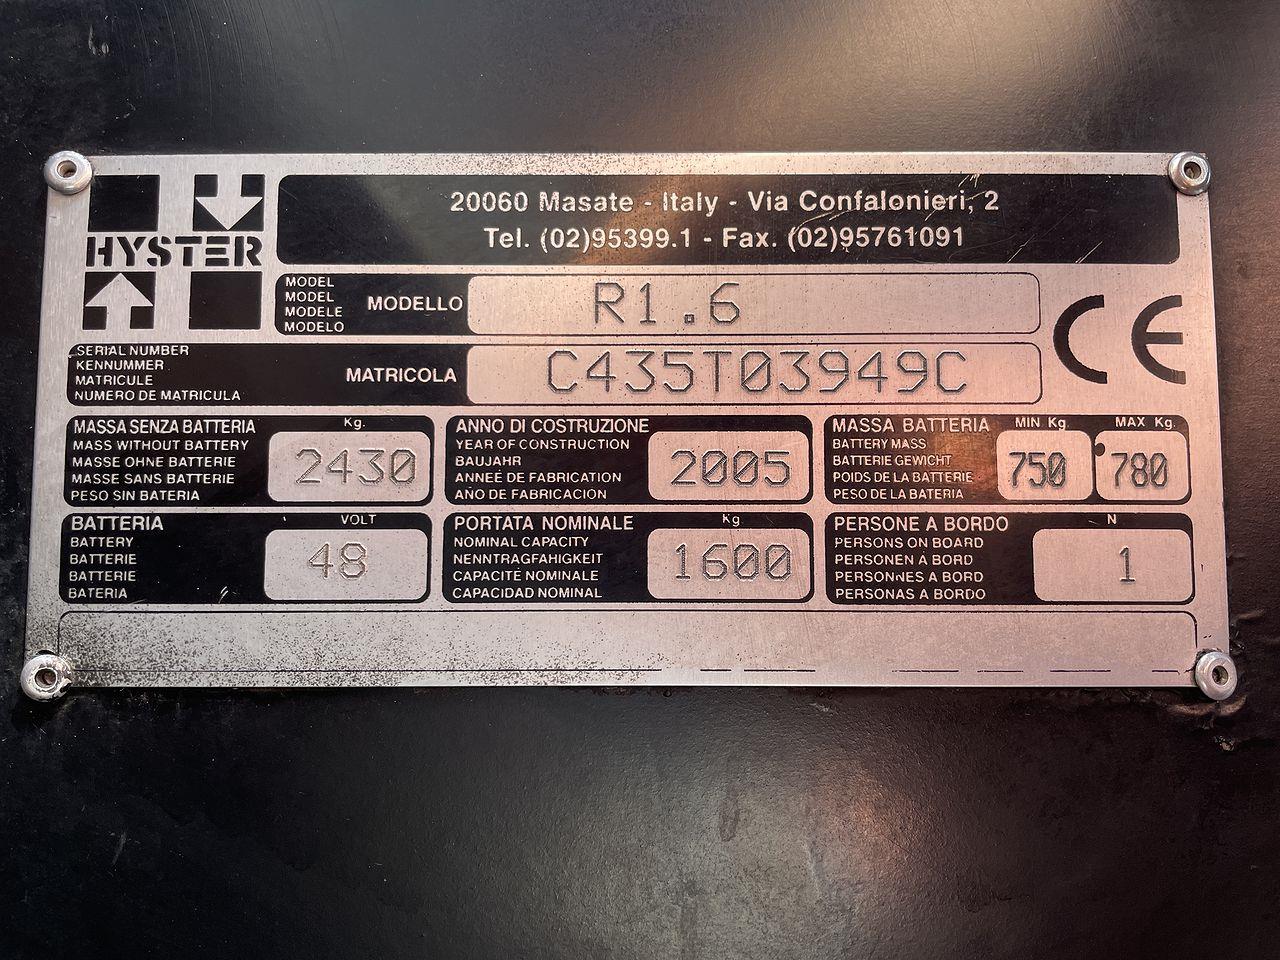 HYSTER
20060 Masate - Italy - Via Confalonieri, 2
Tel. (02)95399.1 - Fax. (02)95761091
MODEL
MODEL
MODELE
MODELO
MODELLO
R1.6
CE
SERIAL NUMBER
KENNUMMER
MATRICULE
NUMERO DE MATRICULA
MATRICOLA
C435T03949C
MASSA SENZA BATTERIA
MASS WITHOUT BATTERY
MASSE OHNE BATTERIE
MASSE SANS BATTERIE
PESO SIN BATERIA
Kg.
2430
ANNO DI COSTRUZIONE
YEAR OF CONSTRUCTION
BAUJAHR
ANNEÉ DE FABRICATION
AÑO DE FABRICACION
2005
MASSA BATTERIA
BATTERY MASS
BATTERIE GEWICHT
POIDS DE LA BATTERIE
PESO DE LA BATERIA
MIN Kg.
750
MAX Kg.
780
BATTERIA
BATTERY
BATTERIE
BATTERIE
BATERIA
VOLT
48
PORTATA NOMINALE
NOMINAL CAPACITY
NENNTRAGFAHIGKEIT
CAPACITÉ NOMINALE
CAPACIDAD NOMINAL
Kg
1600
PERSONE A BORDO
PERSONS ON BOARD
PERSONEN À BORD
PERSONNES A BORD
PERSONAS A BORDO
N
1